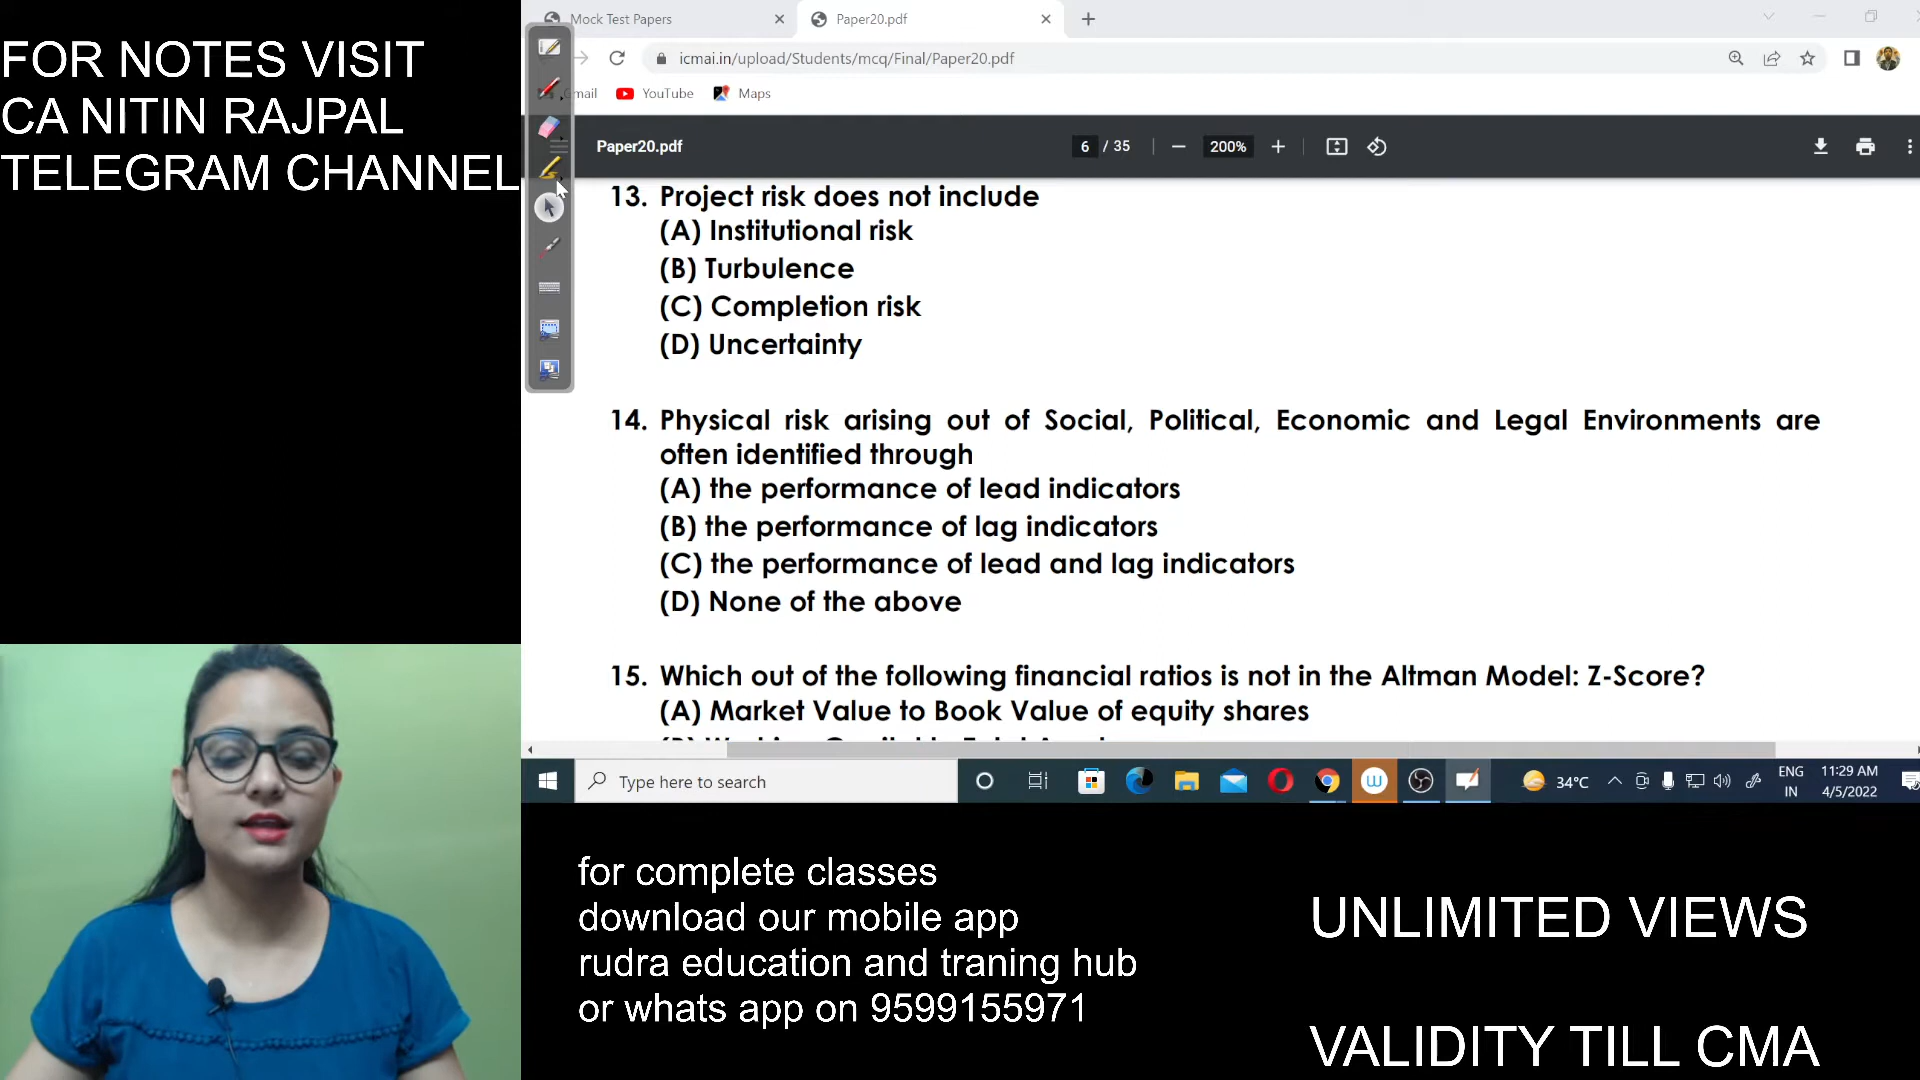 FOR NOTES VISIT
CA NITIN RAJPAL
TELEGRAM CHANNEL
Mock Test Papers
Paper20.pdf
icmai.in/upload/Students/mcq/Final/Paper20.pdf
Gmail
YouTube
Maps
Paper20.pdf
6 / 35
200%
13. Project risk does not include
(A) Institutional risk
(B) Turbulence
(C) Completion risk
(D) Uncertainty
14. Physical risk arising out of Social, Political, Economic and Legal Environments are
often identified through
(A) the performance of lead indicators
(B) the performance of lag indicators
(C) the performance of lead and lag indicators
(D) None of the above
15. Which out of the following financial ratios is not in the Altman Model: Z-Score?
(A) Market Value to Book Value of equity shares
Type here to search
W
34°C
ENG
IN
11:29 AM
4/5/2022
for complete classes
download our mobile app
rudra education and traning hub
or whats app on 9599155971
UNLIMITED VIEWS
VALIDITY TILL CMA